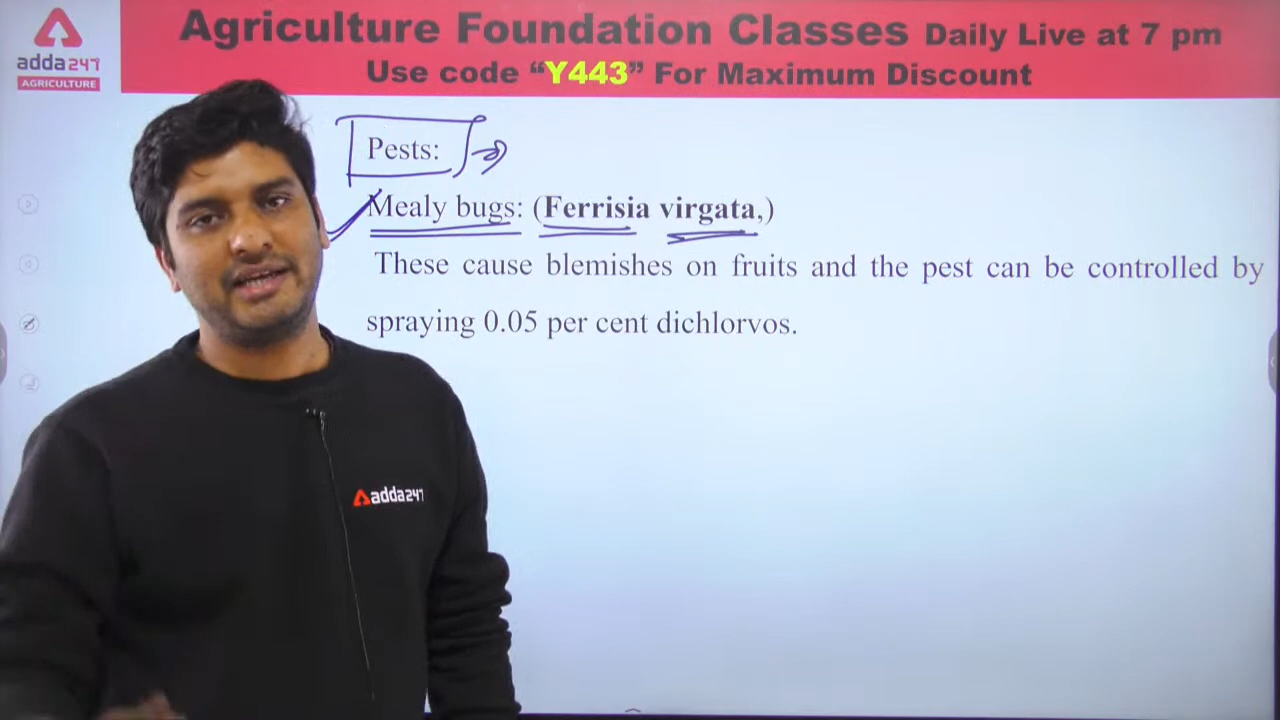 Agriculture Foundation Classes Daily Live at 7 pm
Use code “Y443” For Maximum Discount
adda247
AGRICULTURE
Pests:
Mealy bugs: (Ferrisia virgata,)
These cause blemishes on fruits and the pest can be controlled by
spraying 0.05 per cent dichlorvos.
adda247